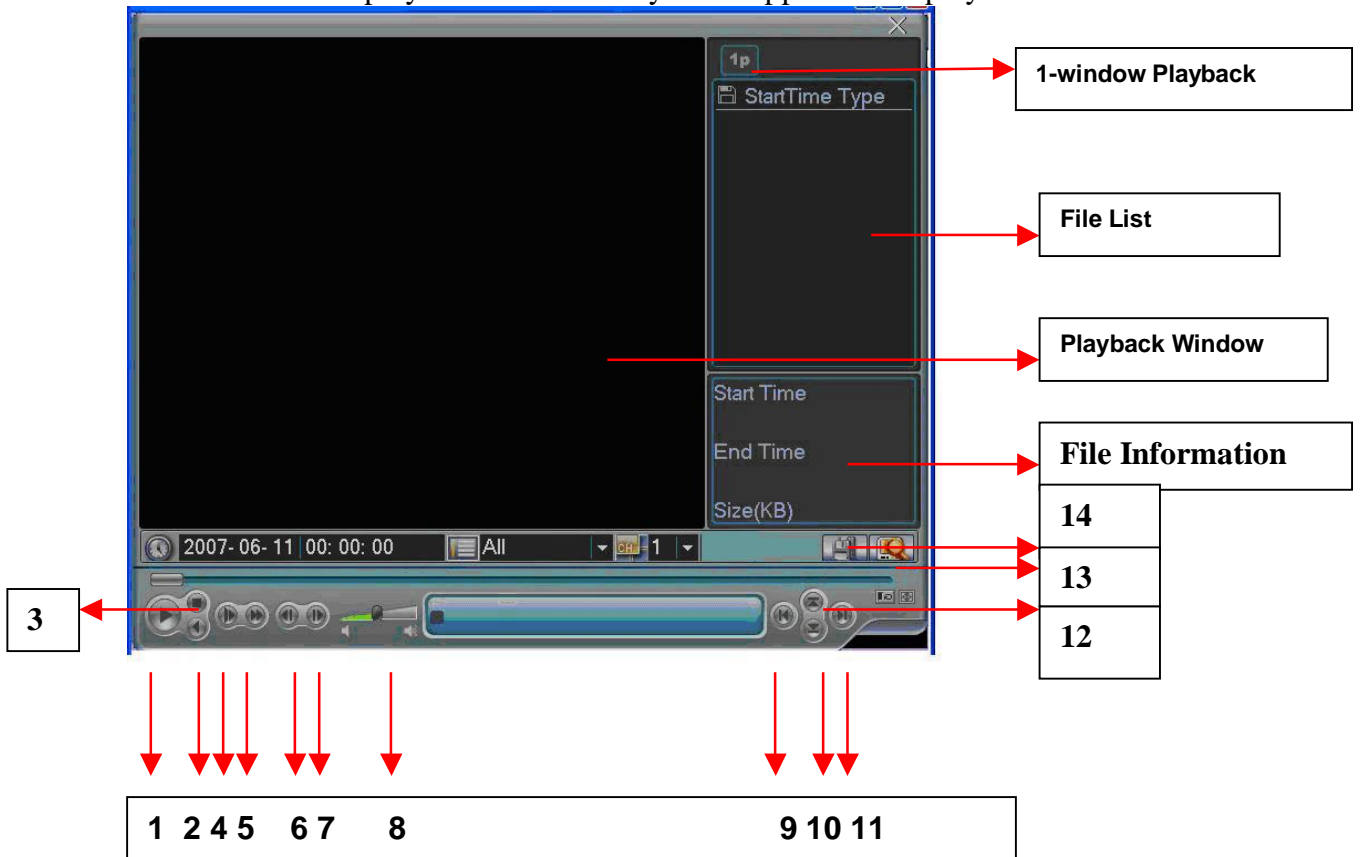 1p
1-window Playback
StartTime Type
File List
Playback Window
Start Time
End Time
File Information
Size(KB)
14
2007- 06- 11 00: 00: 00 All 1
13
3
12
1 2 4 5 6 7 8 9 10 11